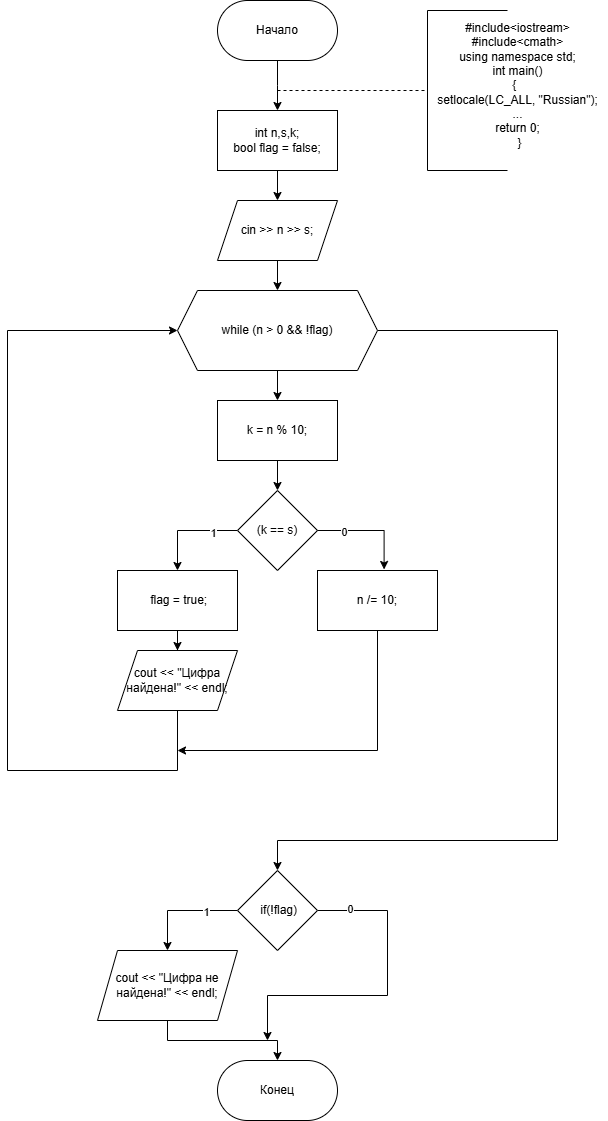 Начало
#include<iostream>
#include<cmath>
using namespace std;
int main()
{
setlocale(LC_ALL, "Russian");
...
return 0;
}
int n,s,k;
bool flag = false;
cin >> n >> s;
while (n > 0 && !flag)
k = n % 10;
(k == s)
1
0
flag = true;
n /= 10;
cout << "Цифра
найдена!" << endl;
if(!flag)
1
0
cout << "Цифра не
найдена!" << endl;
Конец